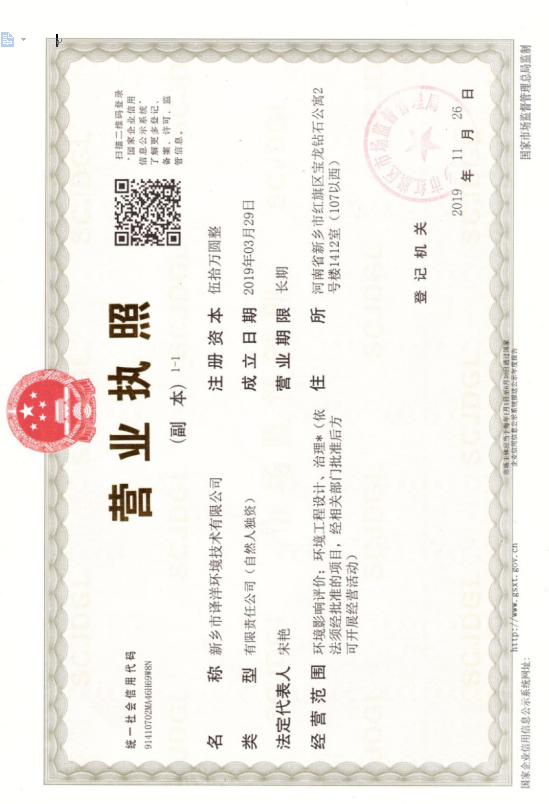 营业执照
(副 本) 1-1
扫描二维码登录
“国家企业信用
信息公示系统”
了解更多登记、
备案、许可、监
管信息。
统一社会信用代码
91410702MA46H69W8N
名 称 新乡市译洋环境技术有限公司
类 型 有限责任公司（自然人独资）
法定代表人 宋艳
经营范围 环境影响评价；环境工程设计、治理*（依
法须经批准的项目，经相关部门批准后方
可开展经营活动）
注册资本 伍拾万圆整
成立日期 2019年03月29日
营业期限 长期
住 所 河南省新乡市红旗区宝龙钻石公寓2
号楼1412室（107以西）
登记机关
2019 年 11 月 26 日
国家企业信用信息公示系统网址：
http://www.gsxt.gov.cn
市场主体应当于每年1月1日至6月30日通过国家
企业信用信息公示系统报送公示年度报告
国家市场监督管理总局监制